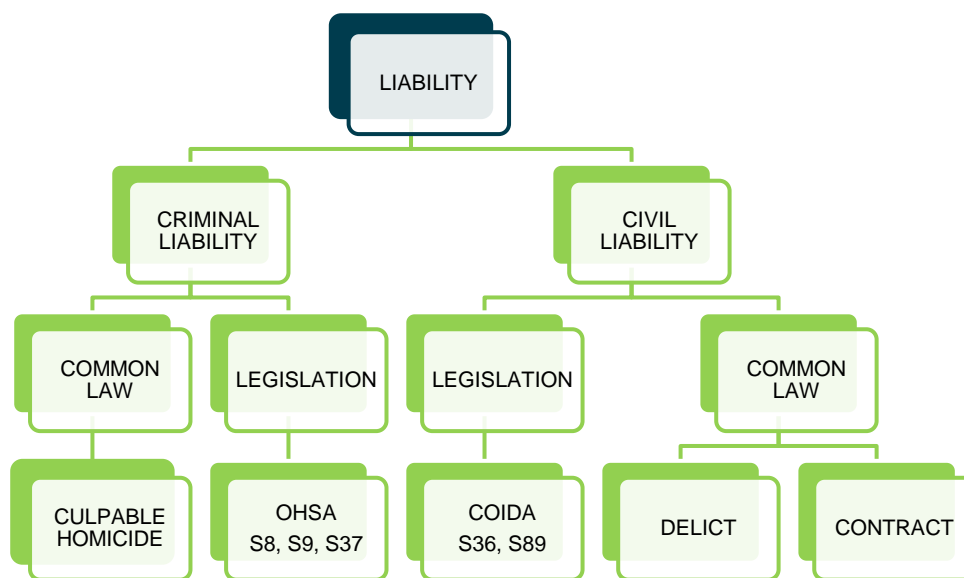 LIABILITY
CRIMINAL
LIABILITY
CIVIL
LIABILITY
COMMON
LAW
LEGISLATION
LEGISLATION
COMMON
LAW
CULPABLE
HOMICIDE
OHSA
S8, S9, S37
COIDA
S36, S89
DELICT
CONTRACT